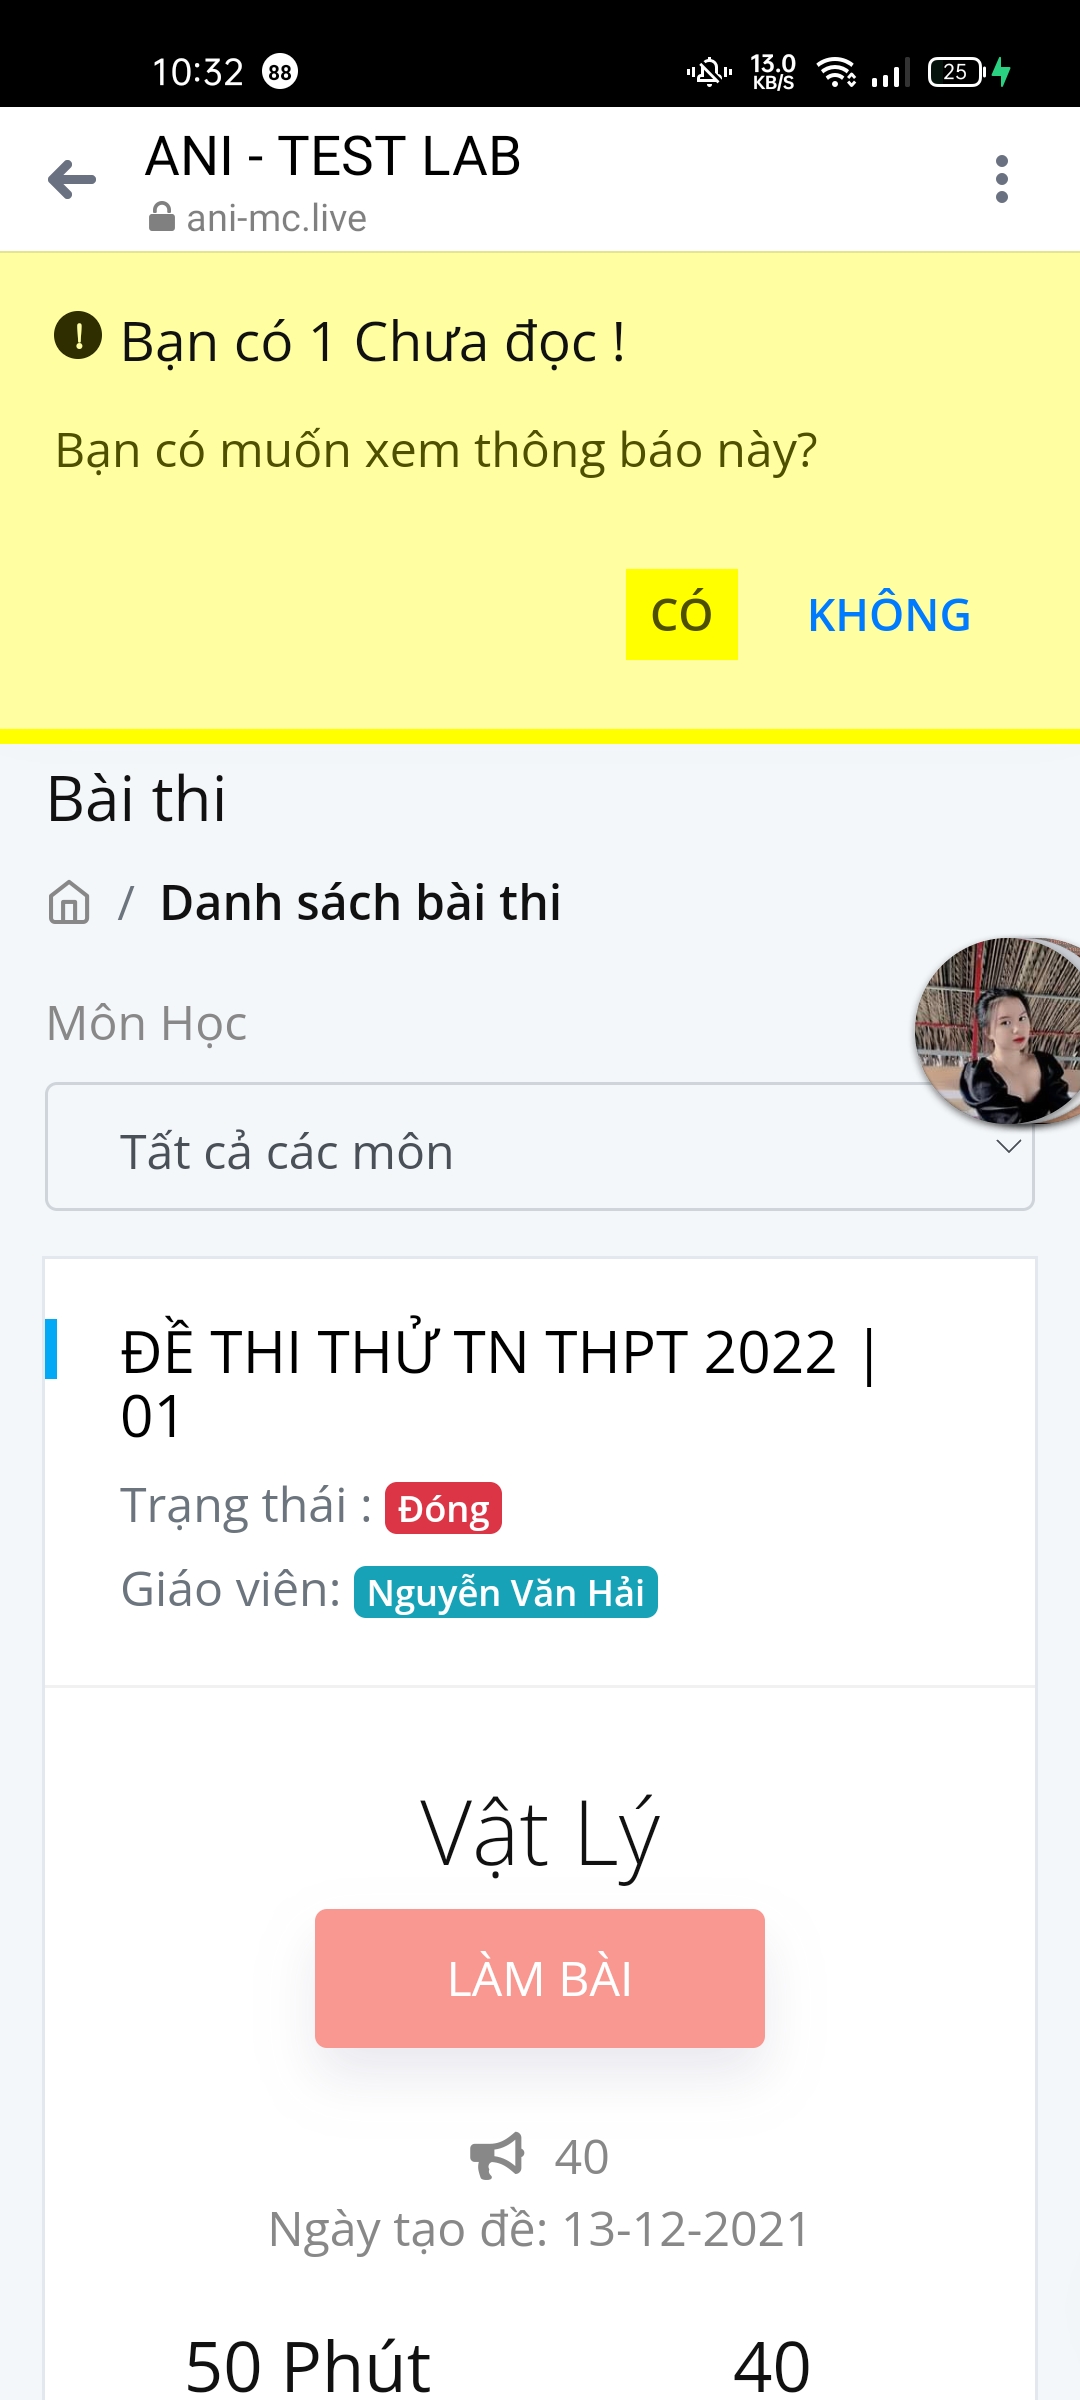 10:32 88 13.0 KB/S 25
ANI - TEST LAB
ani-mc.live
Bạn có 1 Chưa đọc !
Bạn có muốn xem thông báo này?
CÓ KHÔNG
Bài thi
/ Danh sách bài thi
Môn Học
Tất cả các môn
ĐỀ THI THỬ TN THPT 2022 |
01
Trạng thái : Đóng
Giáo viên: Nguyễn Văn Hải
Vật Lý
LÀM BÀI
40
Ngày tạo đề: 13-12-2021
50 Phút 40